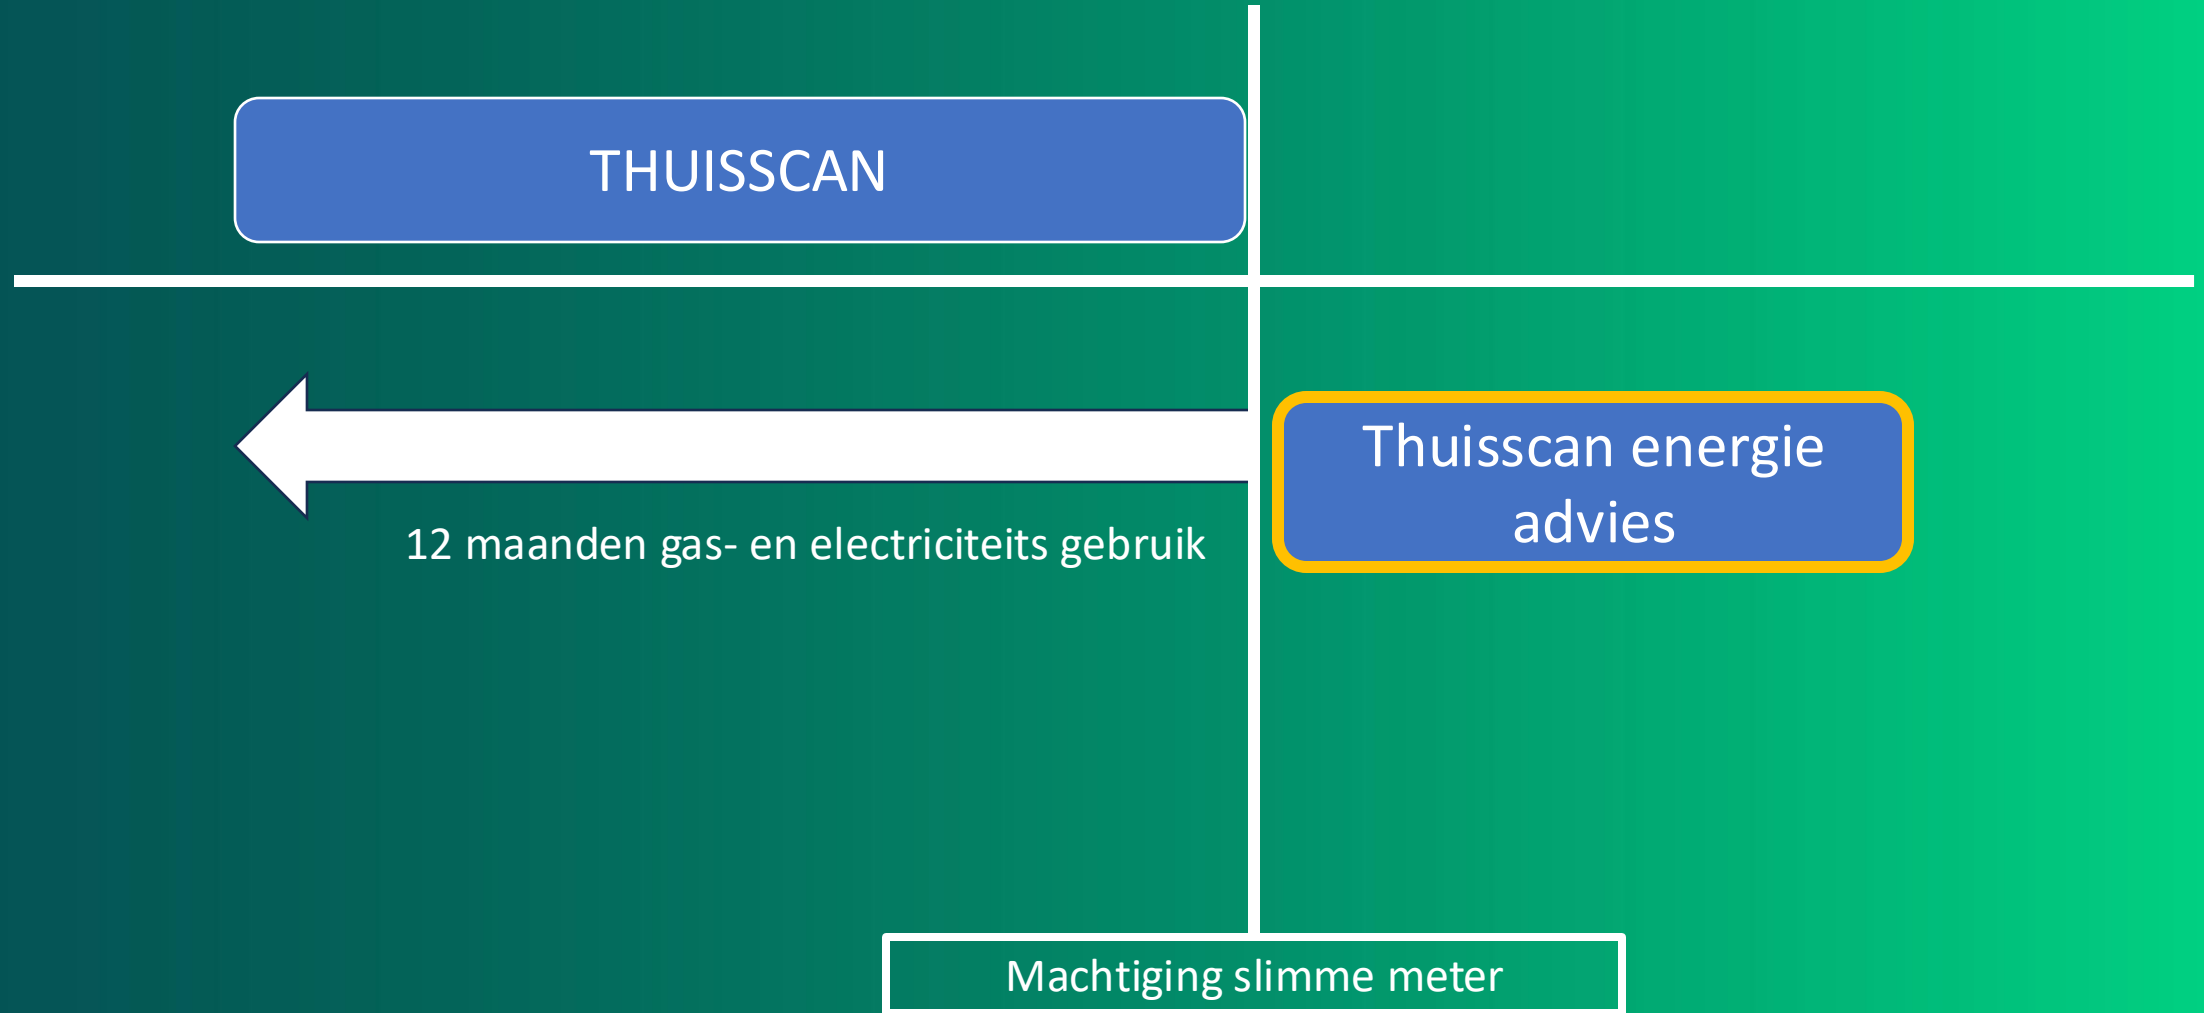 THUISSCAN
Thuisscan energie
advies
12 maanden gas- en electriciteits gebruik
Machtiging slimme meter